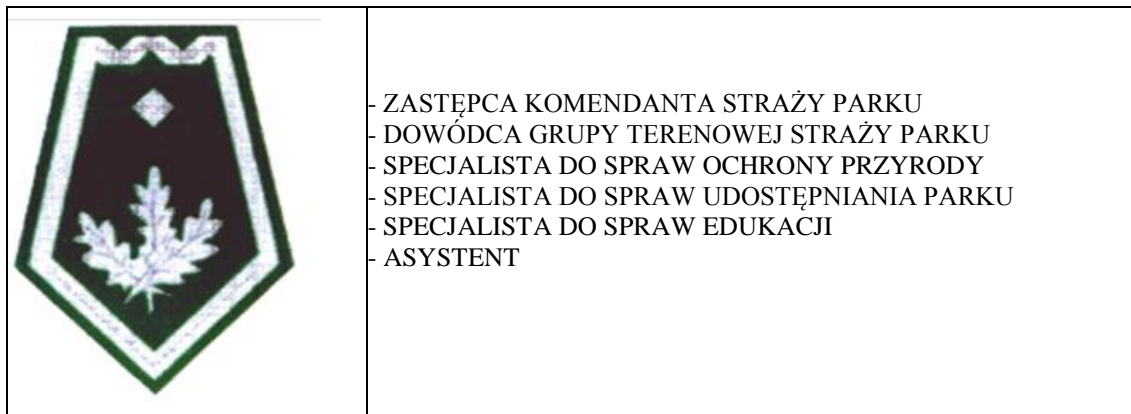 - ZASTĘPCA KOMENDANTA STRAŻY PARKU
- DOWÓDCA GRUPY TERENOWEJ STRAŻY PARKU
- SPECJALISTA DO SPRAW OCHRONY PRZYRODY
- SPECJALISTA DO SPRAW UDOSTĘPNIANIA PARKU
- SPECJALISTA DO SPRAW EDUKACJI
- ASYSTENT